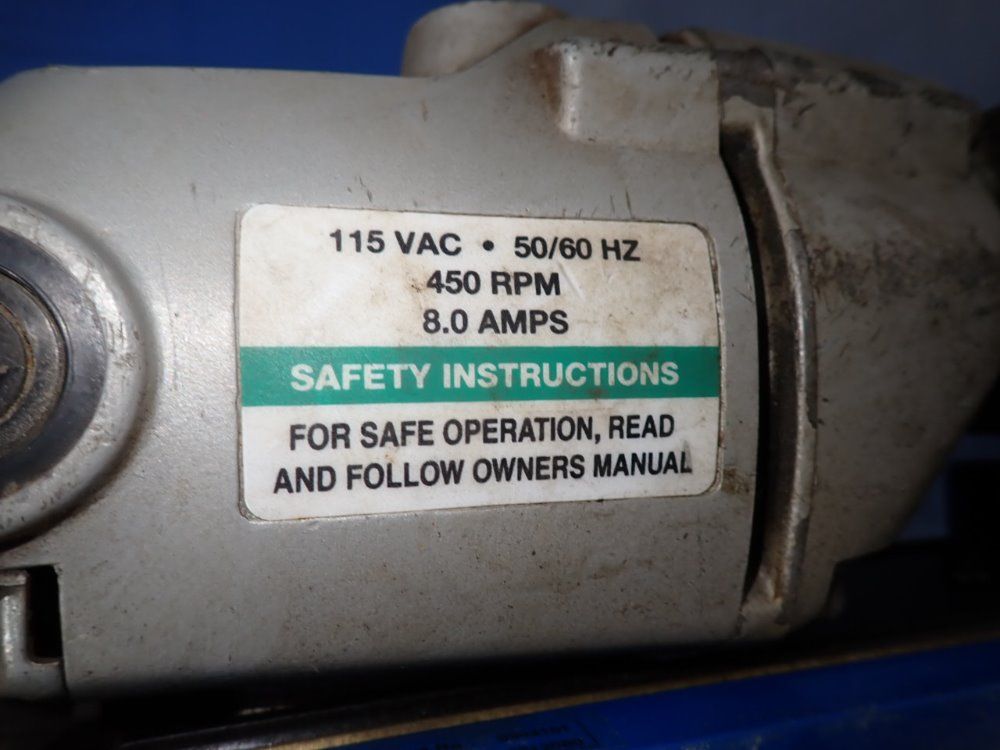 115 VAC • 50/60 HZ
450 RPM
8.0 AMPS
SAFETY INSTRUCTIONS
FOR SAFE OPERATION, READ
AND FOLLOW OWNERS MANUAL